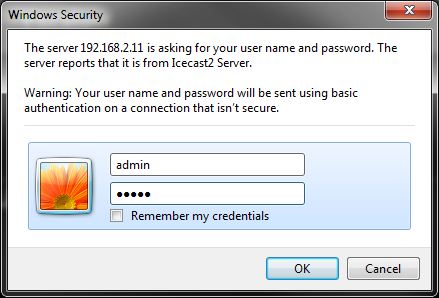 Windows Security
The server 192.168.2.11 is asking for your user name and password. The
server reports that it is from Icecast2 Server.
Warning: Your user name and password will be sent using basic
authentication on a connection that isn't secure.
admin
●●●●●
Remember my credentials
OK
Cancel